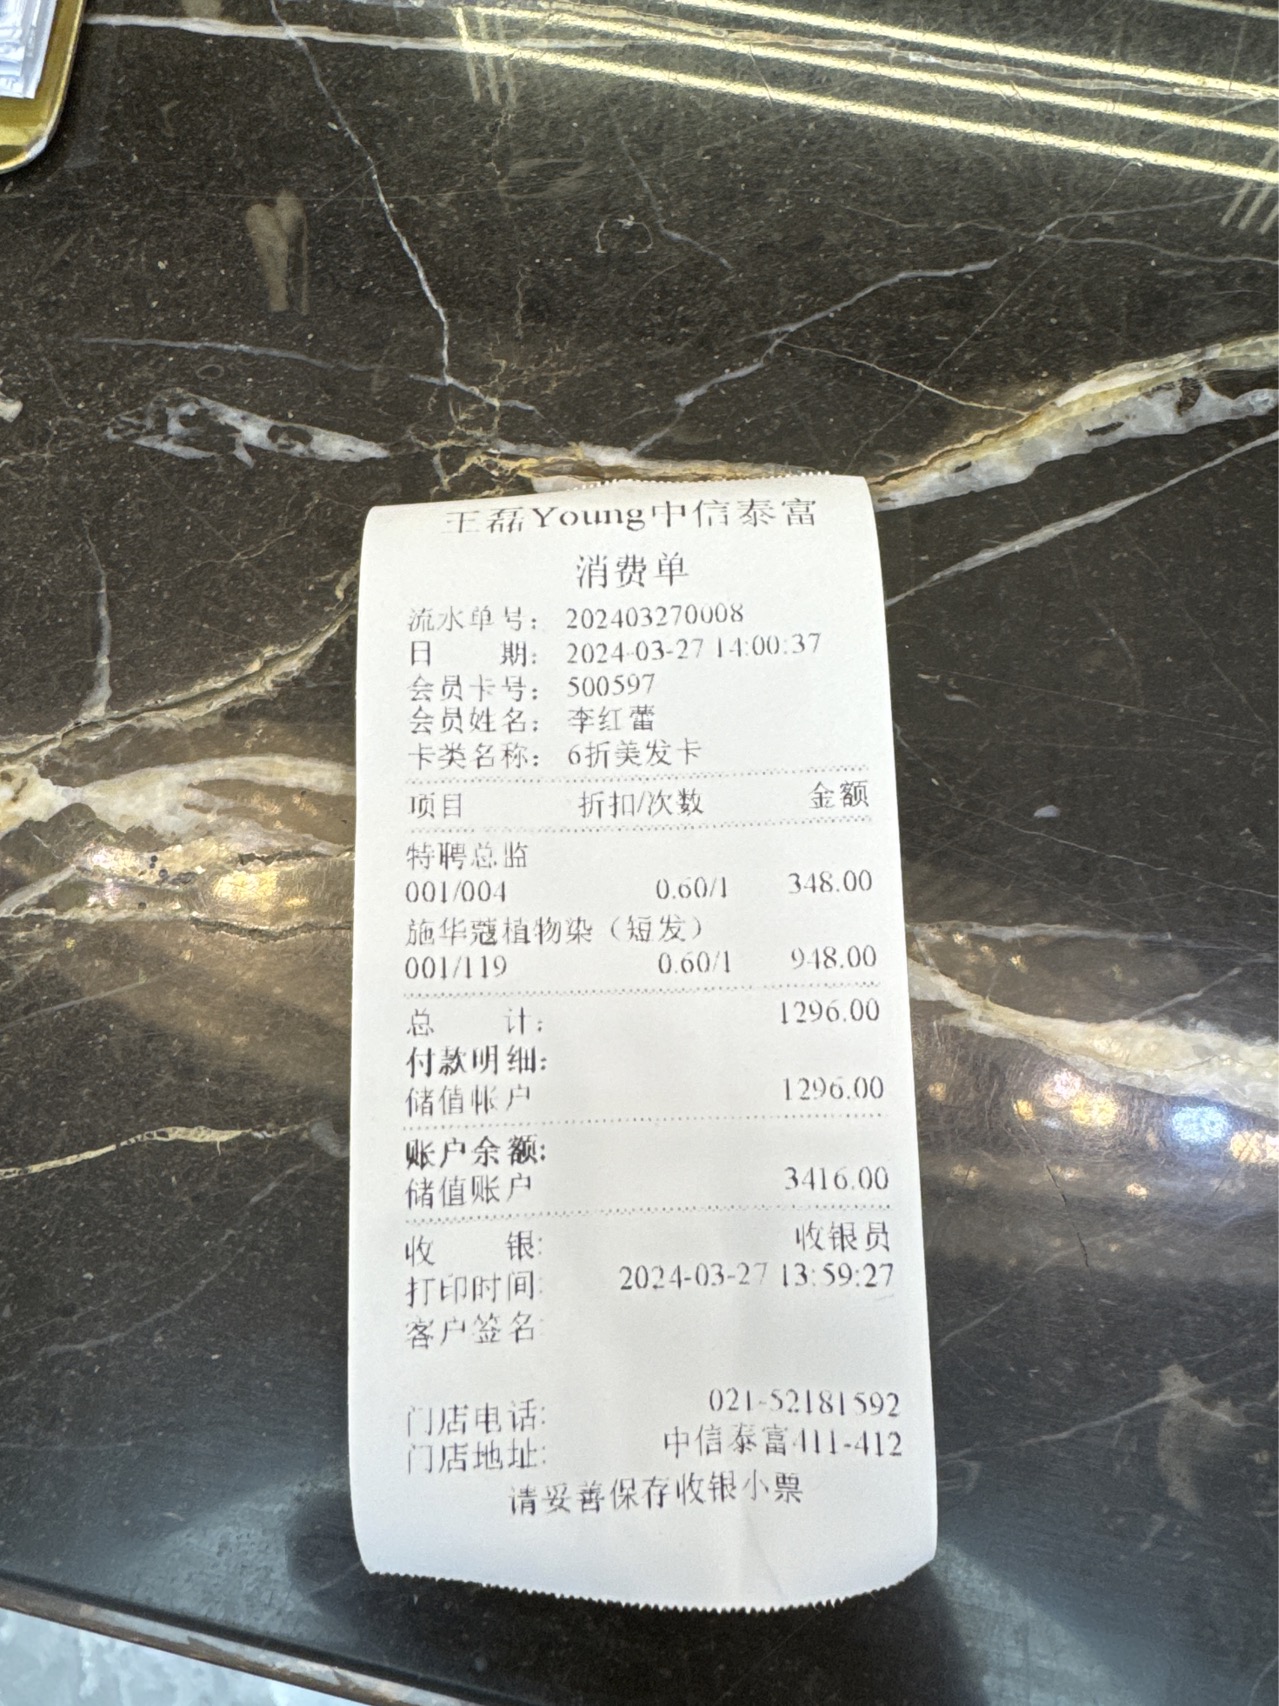 王磊Young中信泰富
消费单
流水单号： 202403270008
日 期： 2024-03-27 14:00:37
会员卡号： 500597
会员姓名： 李红蕾
卡类名称： 6折美发卡
项目 折扣/次数 金额
特聘总监
001/004 0.60/1 348.00
施华蔻植物染（短发）
001/119 0.60/1 948.00
总 计： 1296.00
付款明细:
储值帐户 1296.00
账户余额:
储值账户 3416.00
收 银: 收银员
打印时间: 2024-03-27 13:59:27
客户签名:
门店电话: 021-52181592
门店地址: 中信泰富411-412
请妥善保存收银小票